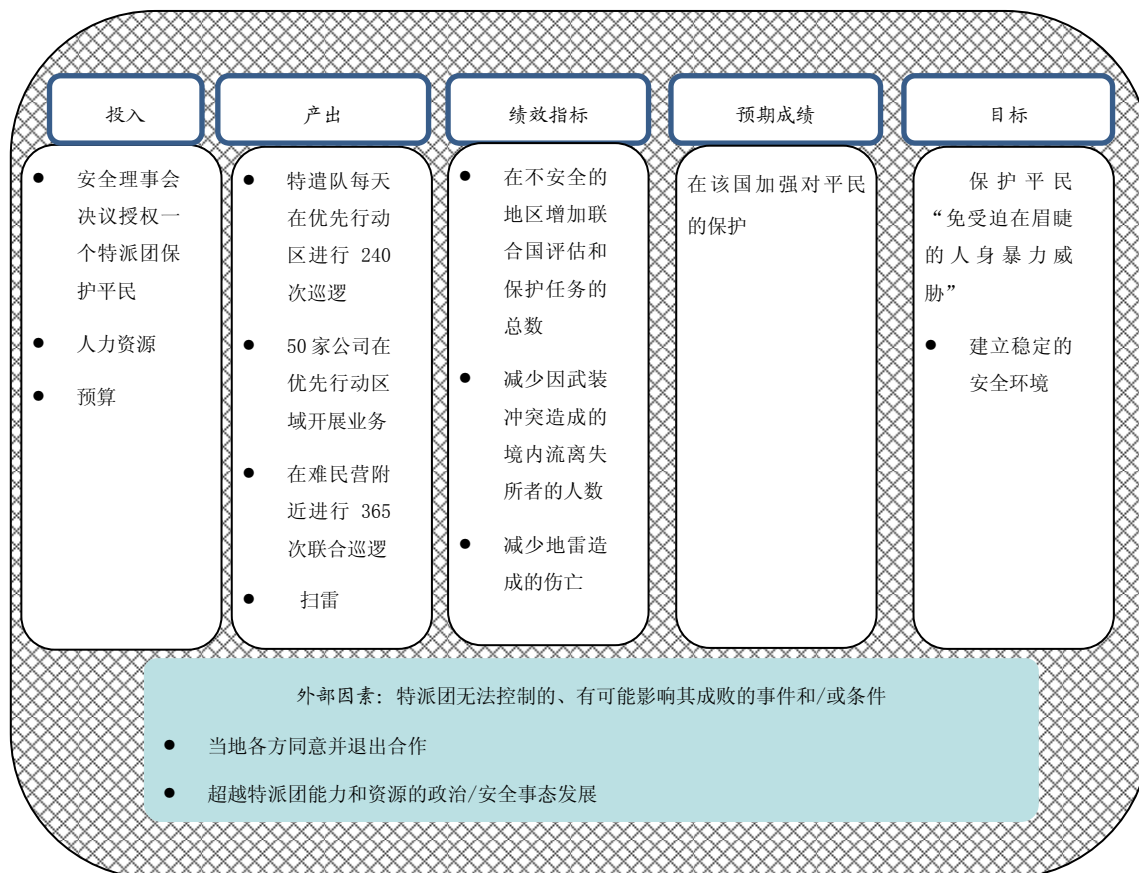 投入
产出
绩效指标
预期成绩
目标
● 安全理事会
决议授权一
个特派团保
护平民
● 人力资源
● 预算
● 特遣队每天
在优先行动
区进行 240
次巡逻
● 50 家公司在
优先行动区
域开展业务
● 在难民营附
近进行 365
次联合巡逻
● 扫雷
● 在不安全的
地区增加联
合国评估和
保护任务的
总数
● 减少因武装
冲突造成的
境内流离失
所者的人数
● 减少地雷造
成的伤亡
在该国加强对平民
的保护
保护平民
“免受迫在眉睫
的人身暴力威
胁”
● 建立稳定的
安全环境
外部因素：特派团无法控制的、有可能影响其成败的事件和/或条件
● 当地各方同意并退出合作
● 超越特派团能力和资源的政治/安全事态发展